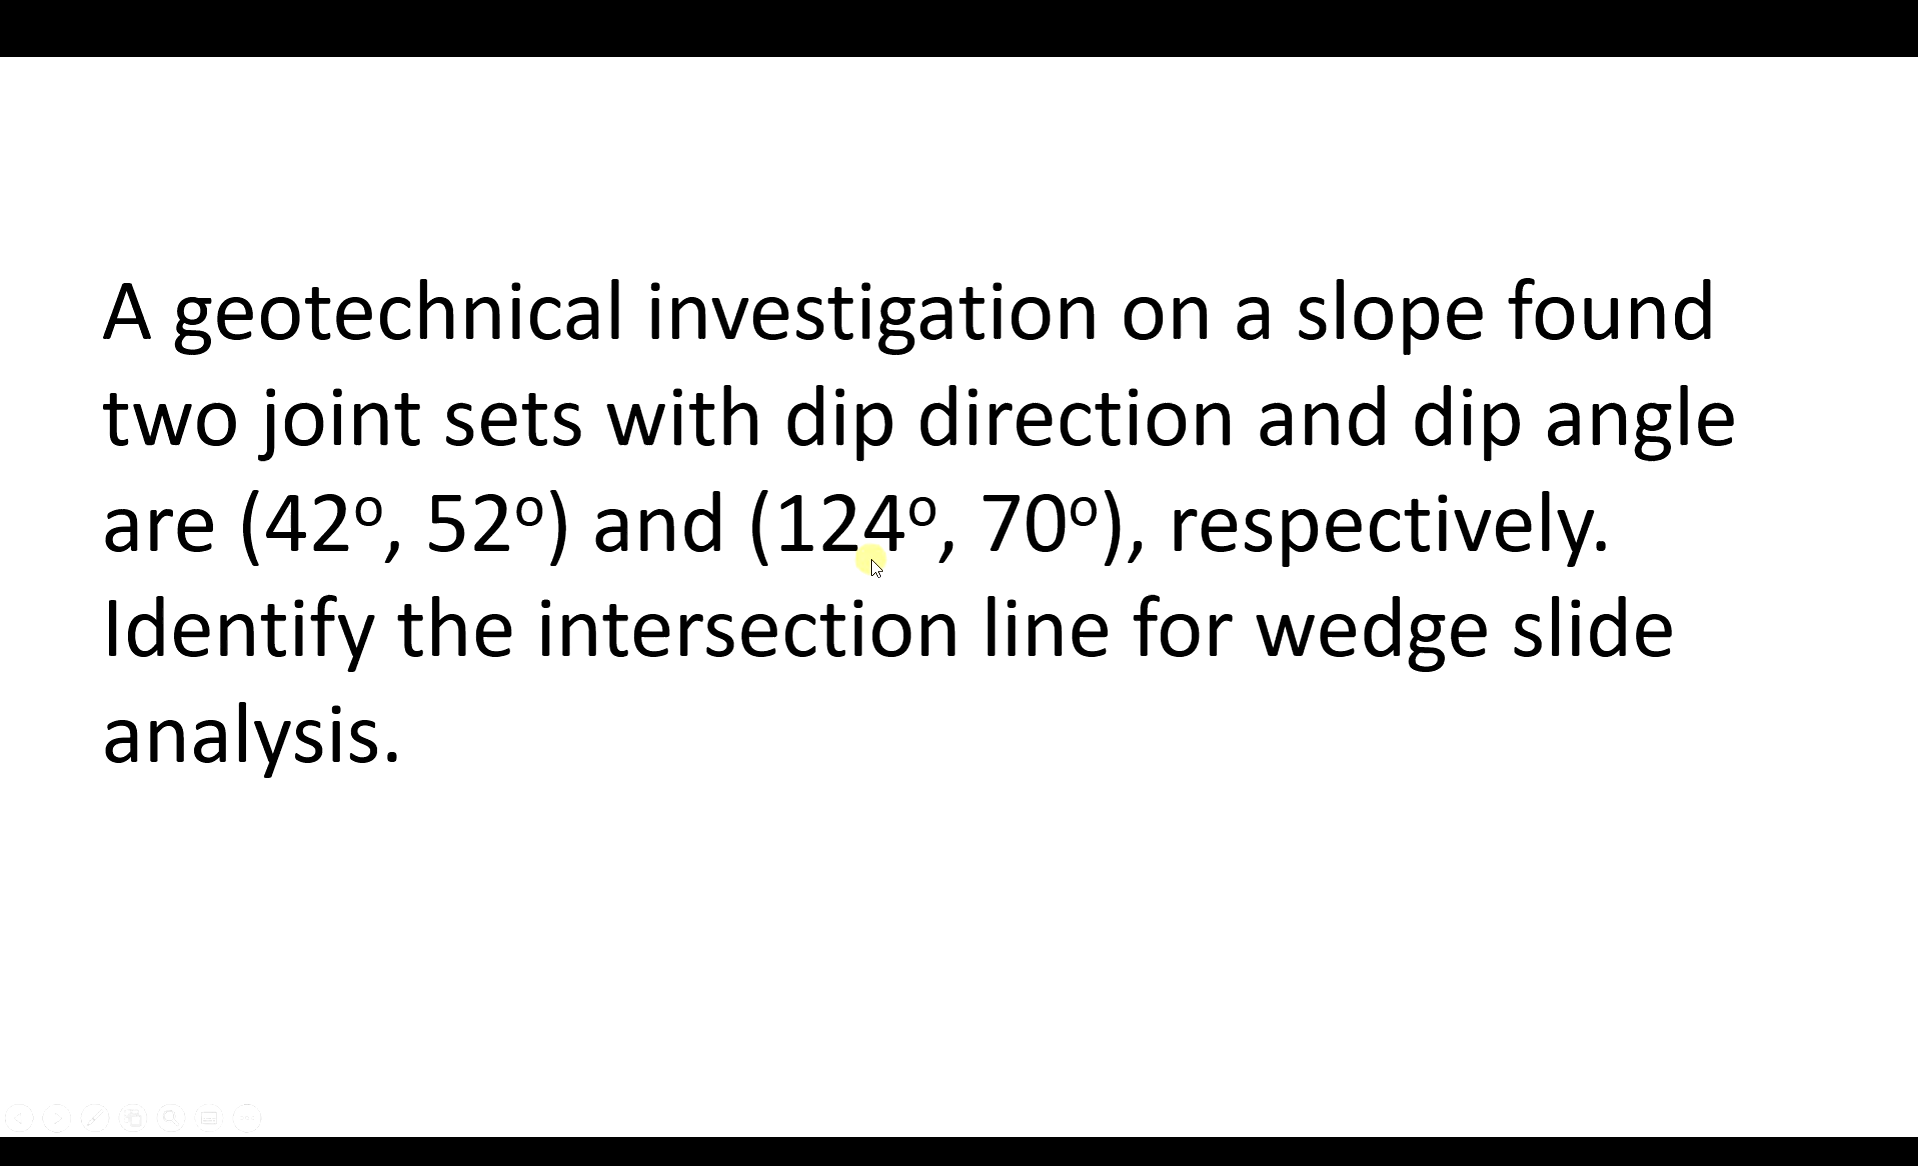 A geotechnical investigation on a slope found
two joint sets with dip direction and dip angle
are (42º, 52º) and (124º, 70º), respectively.
Identify the intersection line for wedge slide
analysis.